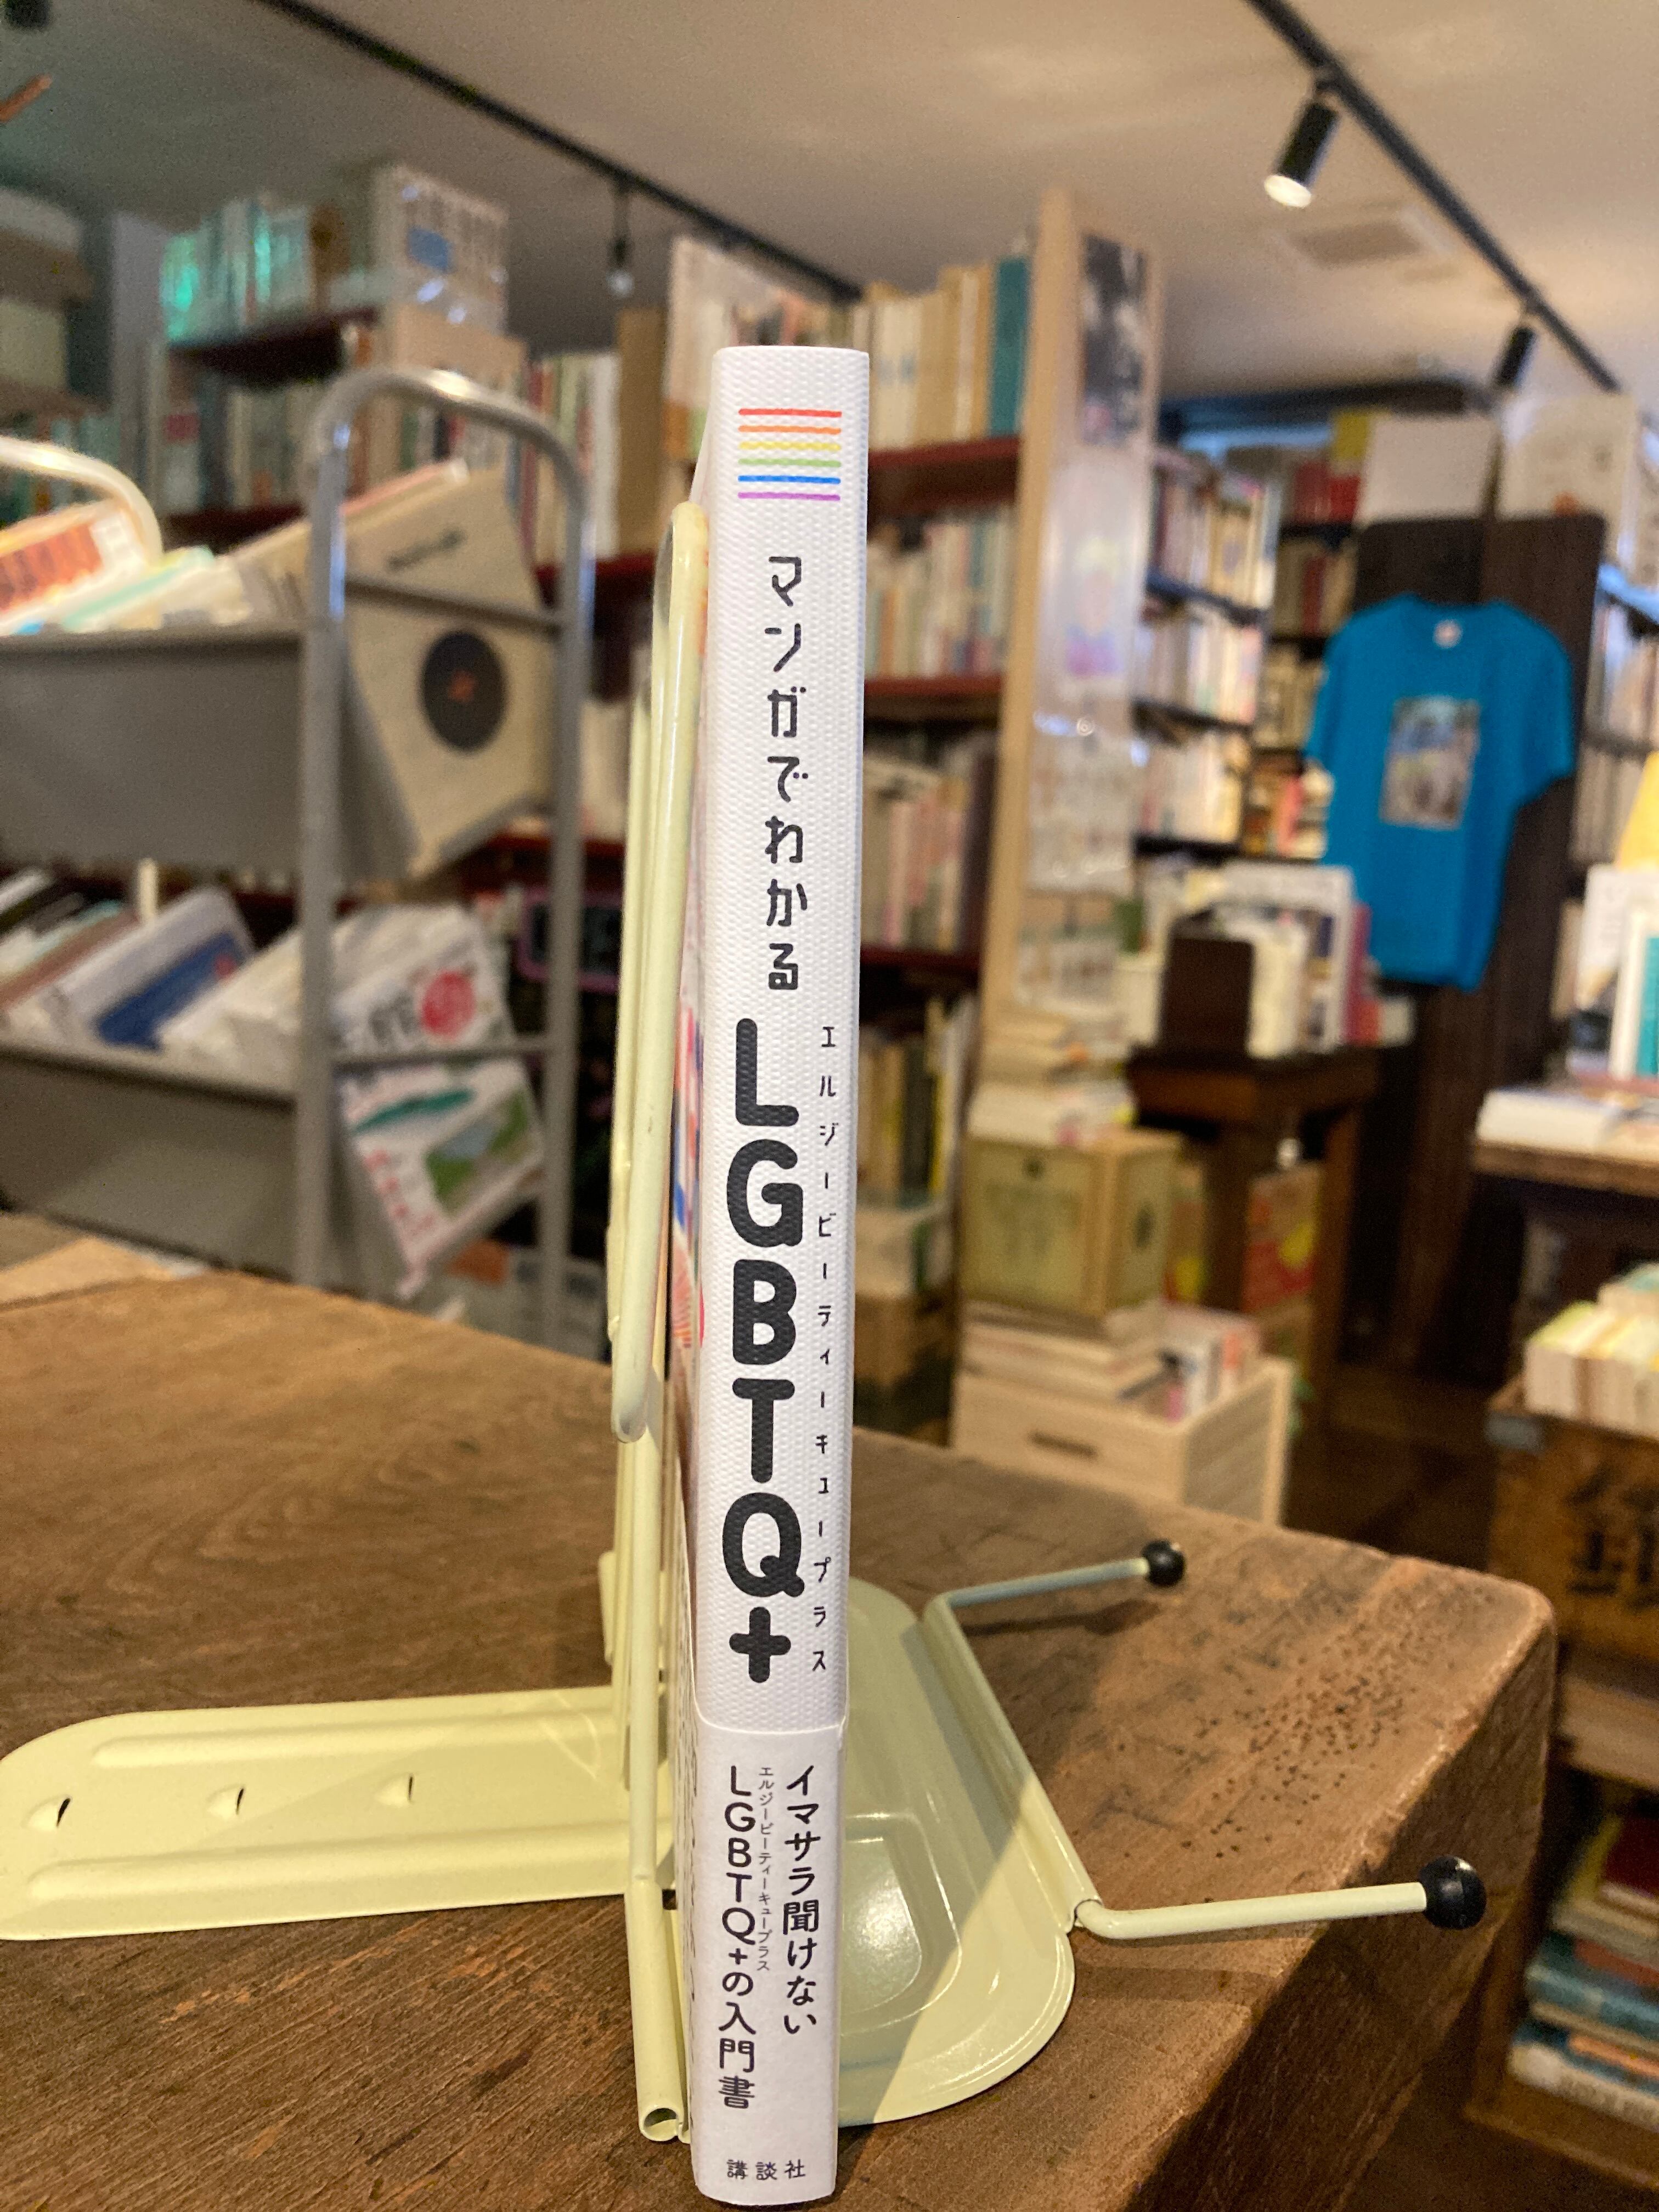 マンガでわかる
エルジービーティーキュープラス
LGBTQ+
イマサラ聞けない
エルジービーティーキュープラス
LGBTQ+の入門書
講談社